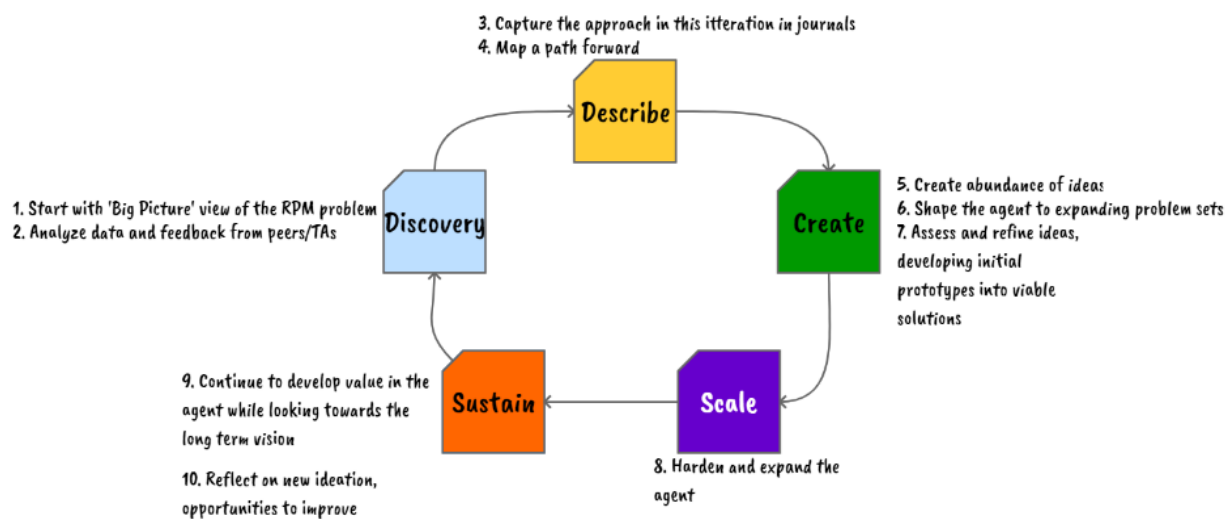 3. Capture the approach in this itteration in journals
4. Map a path forward
Describe
1. Start with 'Big Picture' view of the RPM problem
2. Analyze data and feedback from peers/TAs
Discovery
Create
5. Create abundance of ideas
6. Shape the agent to expanding problem sets
7. Assess and refine ideas,
developing initial
prototypes into viable
solutions
9. Continue to develop value in the
agent while looking towards the
long term vision
10. Reflect on new ideation,
opportunities to improve
Sustain
Scale
8. Harden and expand the
agent